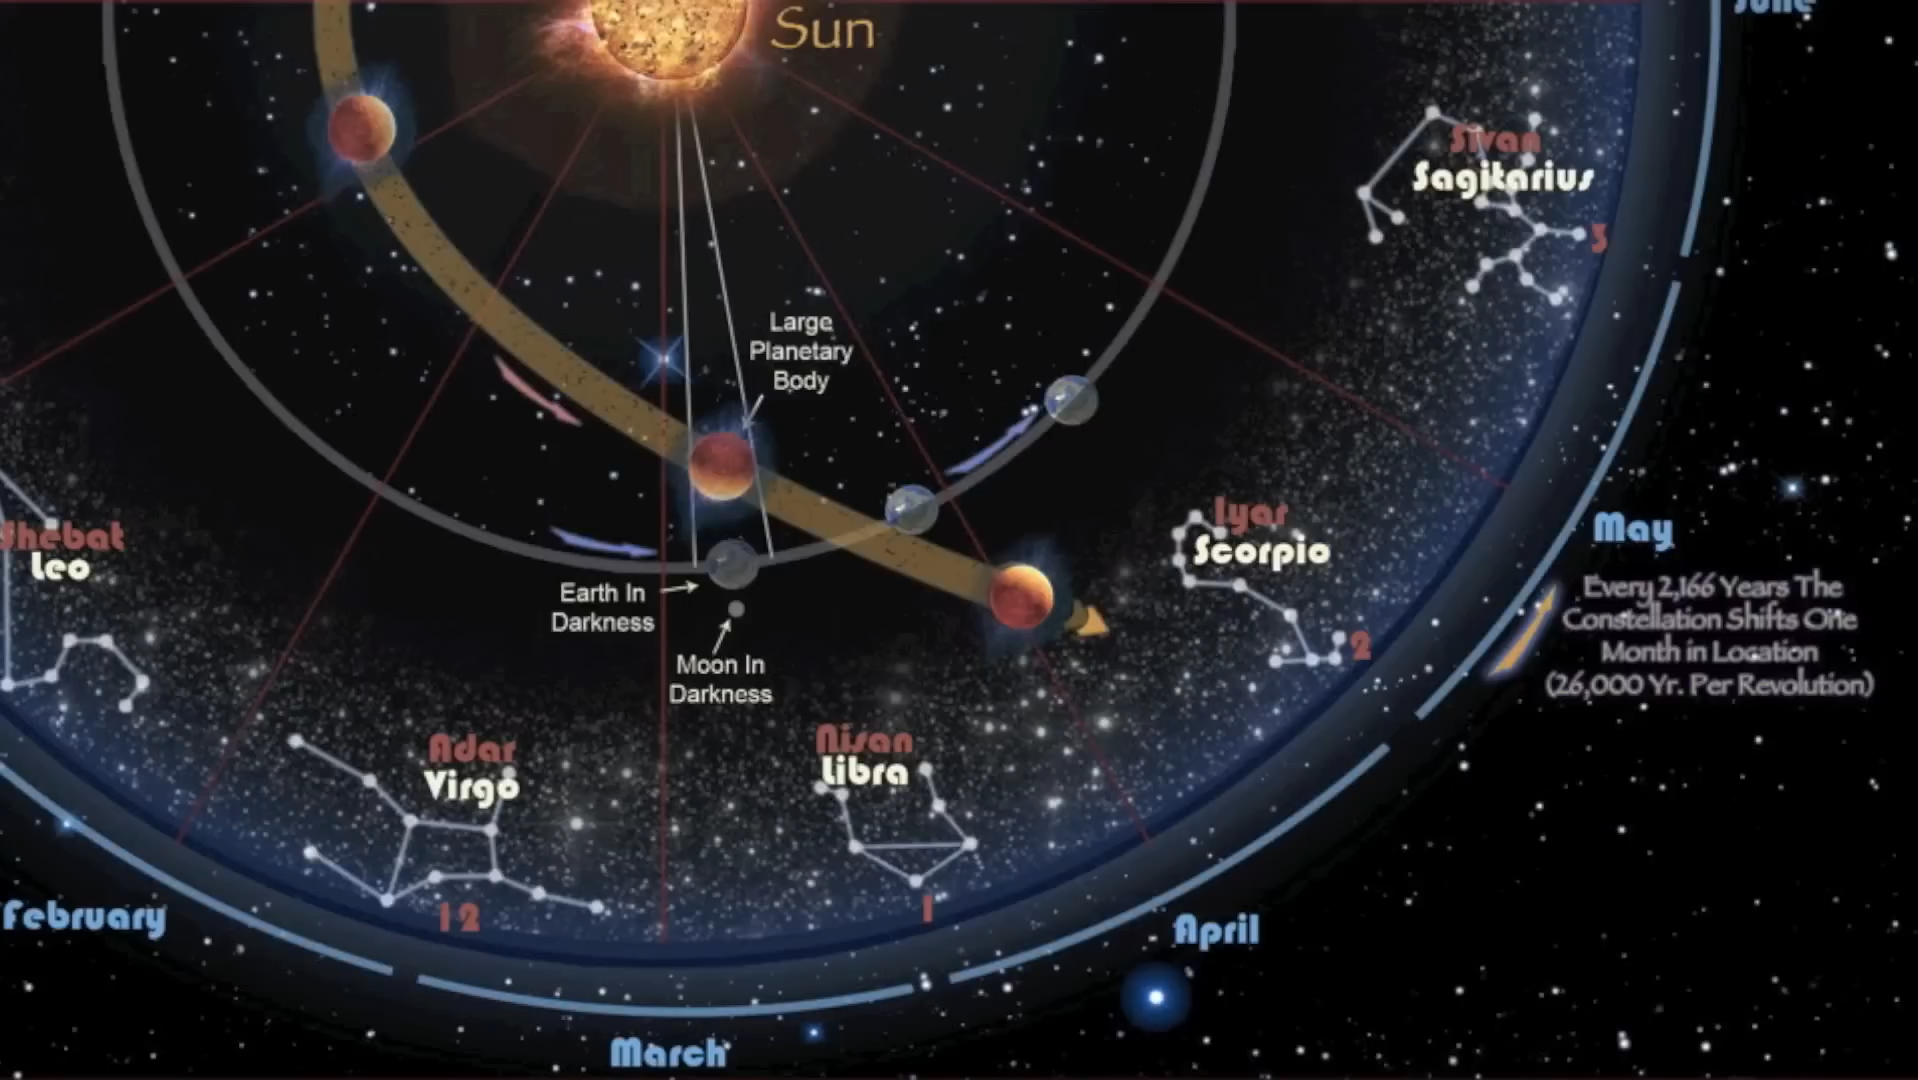 June
Sun
Sivan
Sagitarius
3
Large
Planetary
Body
Iyar
Scorpio
2
May
Every 2,166 Years The
Constellation Shifts One
Month in Location
(26,000 Yr. Per Revolution)
Shebat
Leo
Earth In
Darkness
Moon In
Darkness
Adar
Virgo
12
Nisan
Libra
1
February
April
March